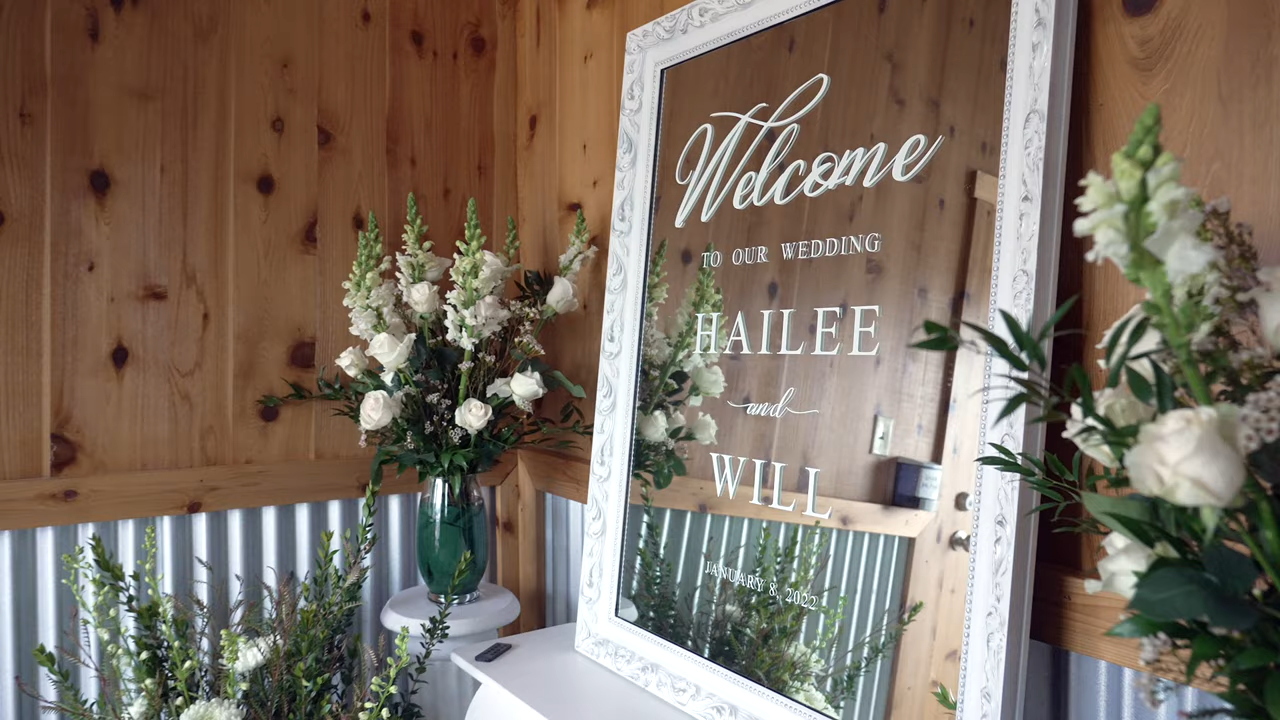 Welcome
TO OUR WEDDING
HAILEE
and
WILL
JANUARY 8, 2022